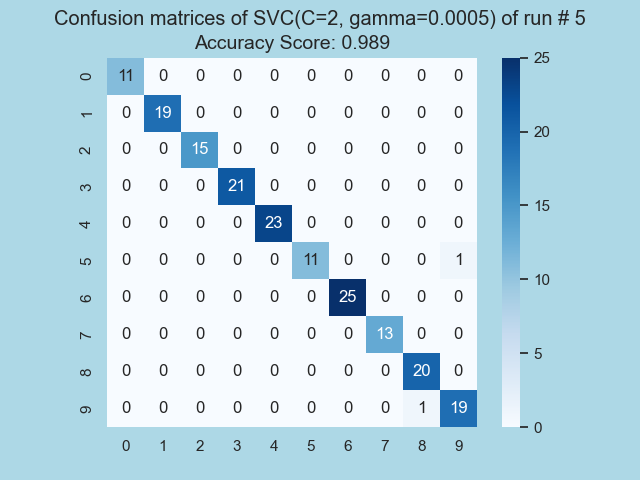 Confusion matrices of SVC(C=2, gamma=0.0005) of run # 5
Accuracy Score: 0.989
0 11 0 0 0 0 0 0 0 0 0
1 0 19 0 0 0 0 0 0 0 0
2 0 0 15 0 0 0 0 0 0 0
3 0 0 0 21 0 0 0 0 0 0
4 0 0 0 0 23 0 0 0 0 0
5 0 0 0 0 0 11 0 0 0 1
6 0 0 0 0 0 0 25 0 0 0
7 0 0 0 0 0 0 0 13 0 0
8 0 0 0 0 0 0 0 0 20 0
9 0 0 0 0 0 0 0 0 1 19
0 1 2 3 4 5 6 7 8 9
25
20
15
10
5
0